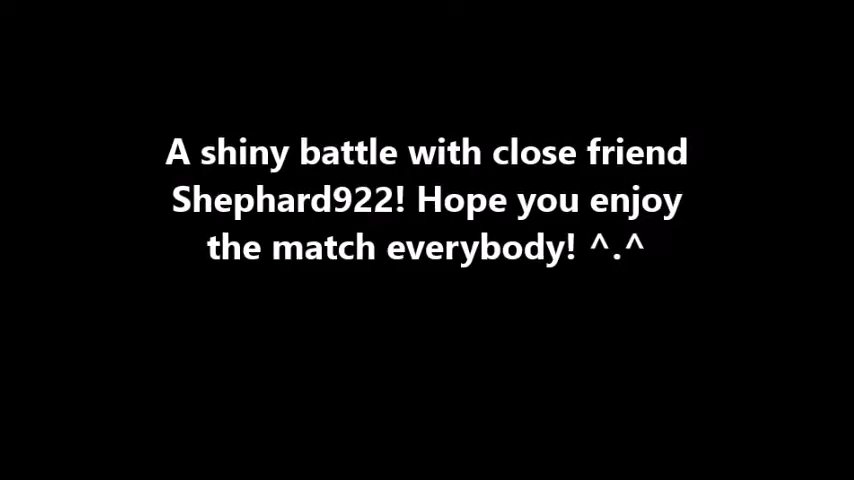 A shiny battle with close friend
Shephard922! Hope you enjoy
the match everybody! ^.^